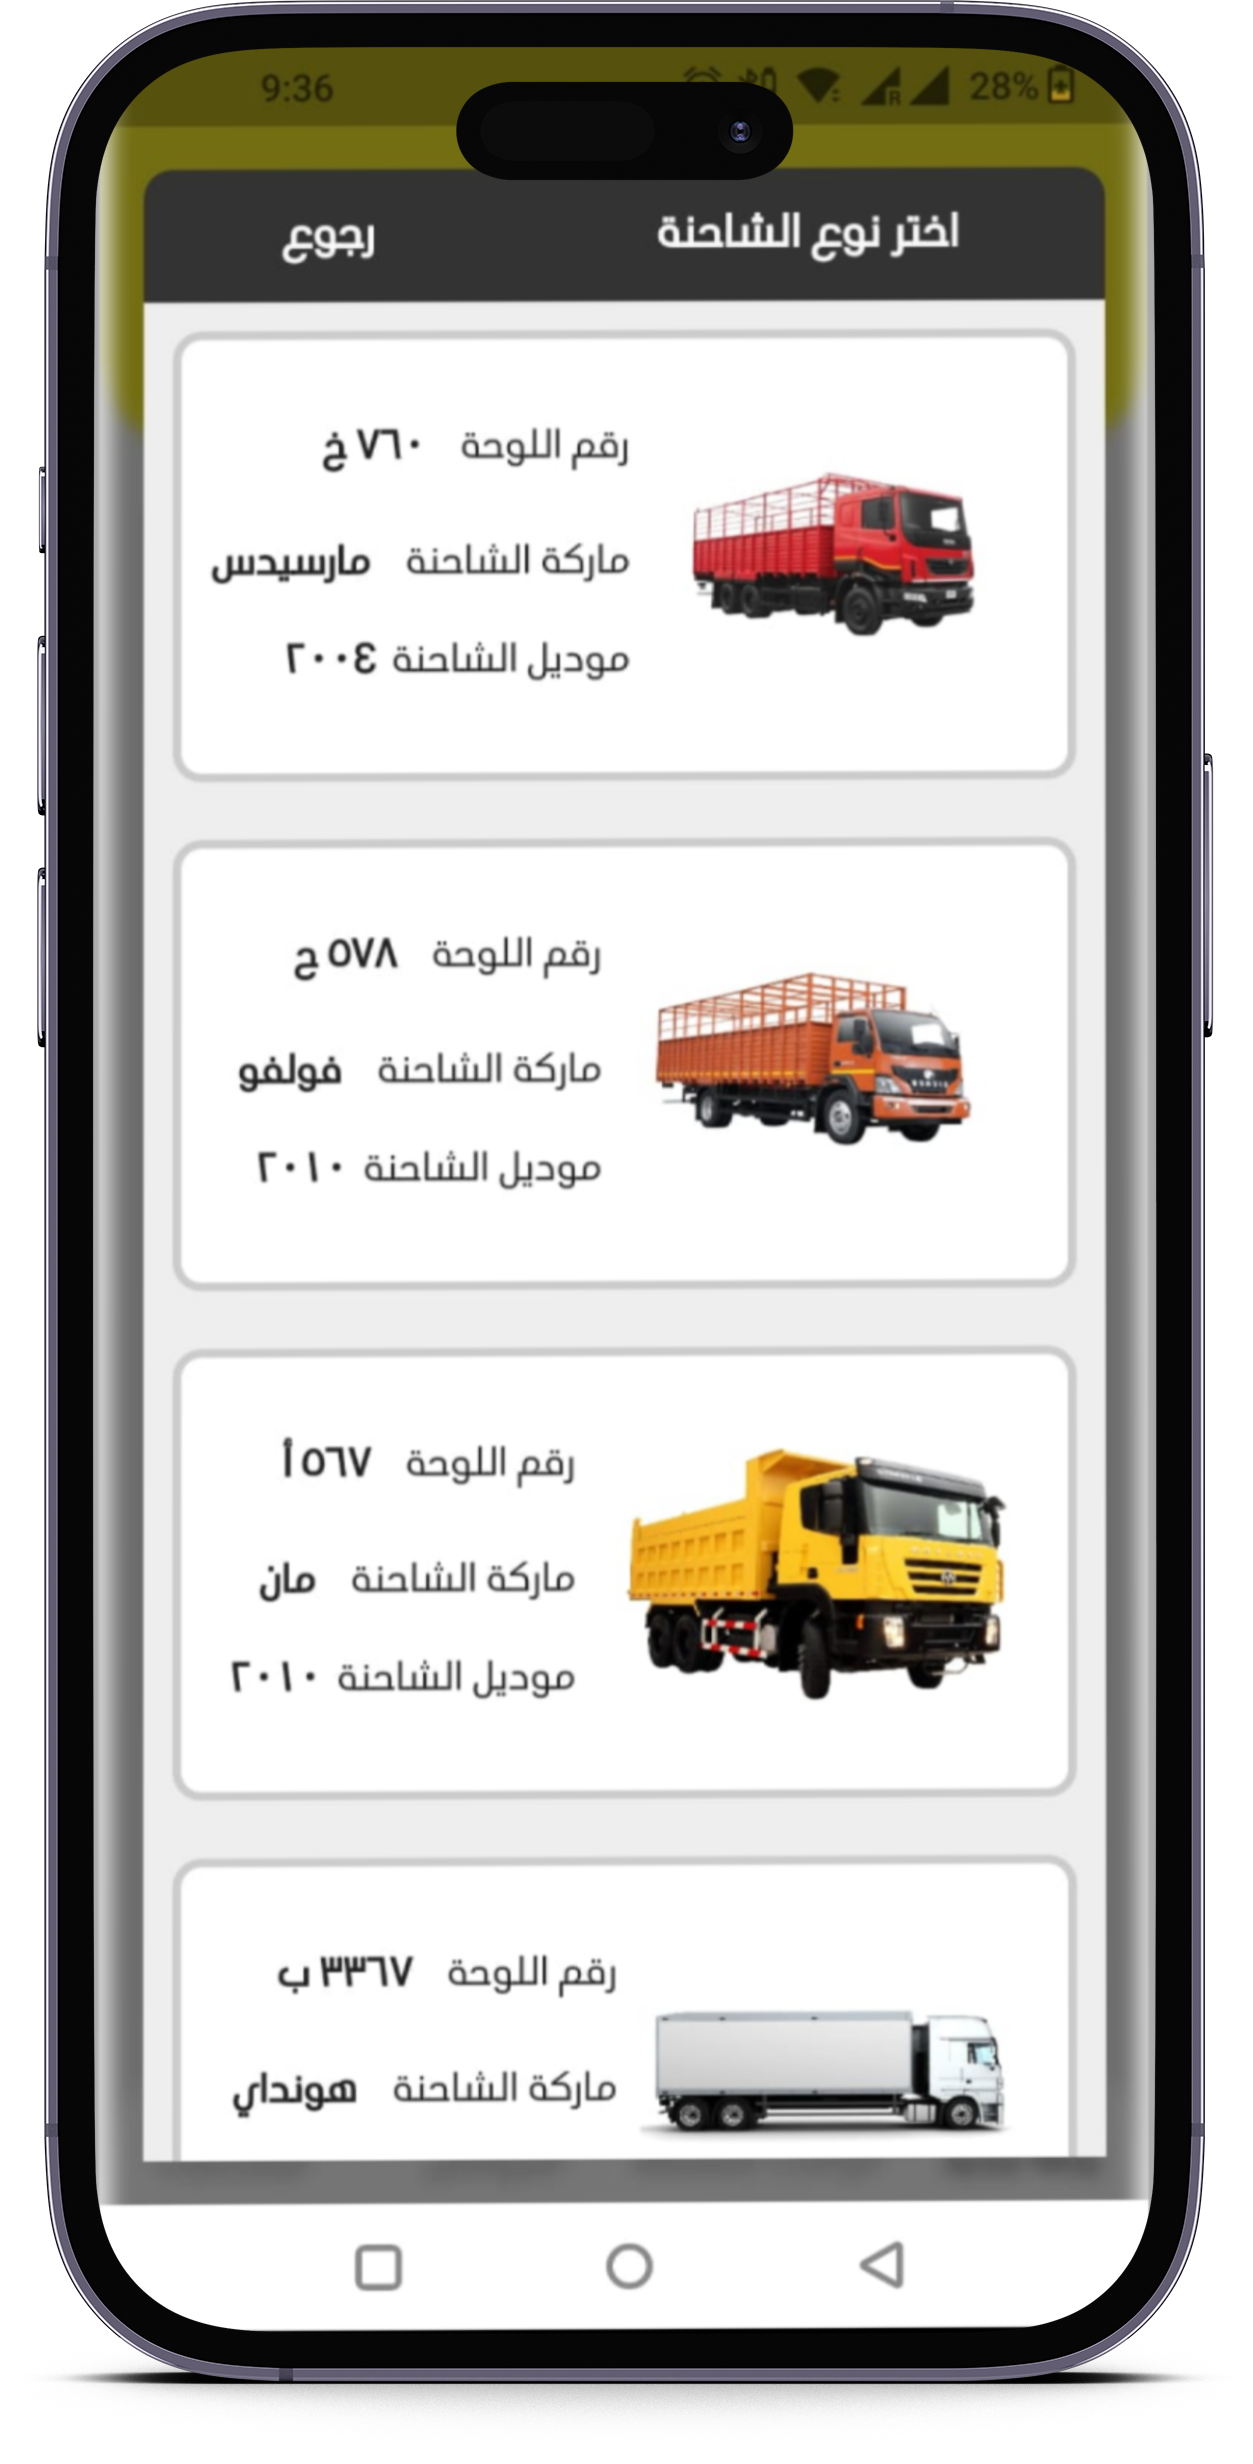 9:36 28%
اختر نوع الشاحنة رجوع
رقم اللوحة ٧٦٠ خ
ماركة الشاحنة مارسيدس
موديل الشاحنة ٢٠٠٤
رقم اللوحة ٥٧٨ ح
ماركة الشاحنة فولفو
موديل الشاحنة ٢٠١٠
رقم اللوحة ٥٦٧ أ
ماركة الشاحنة مان
موديل الشاحنة ٢٠١٠
رقم اللوحة ٣٣٦٧ ب
ماركة الشاحنة هونداي